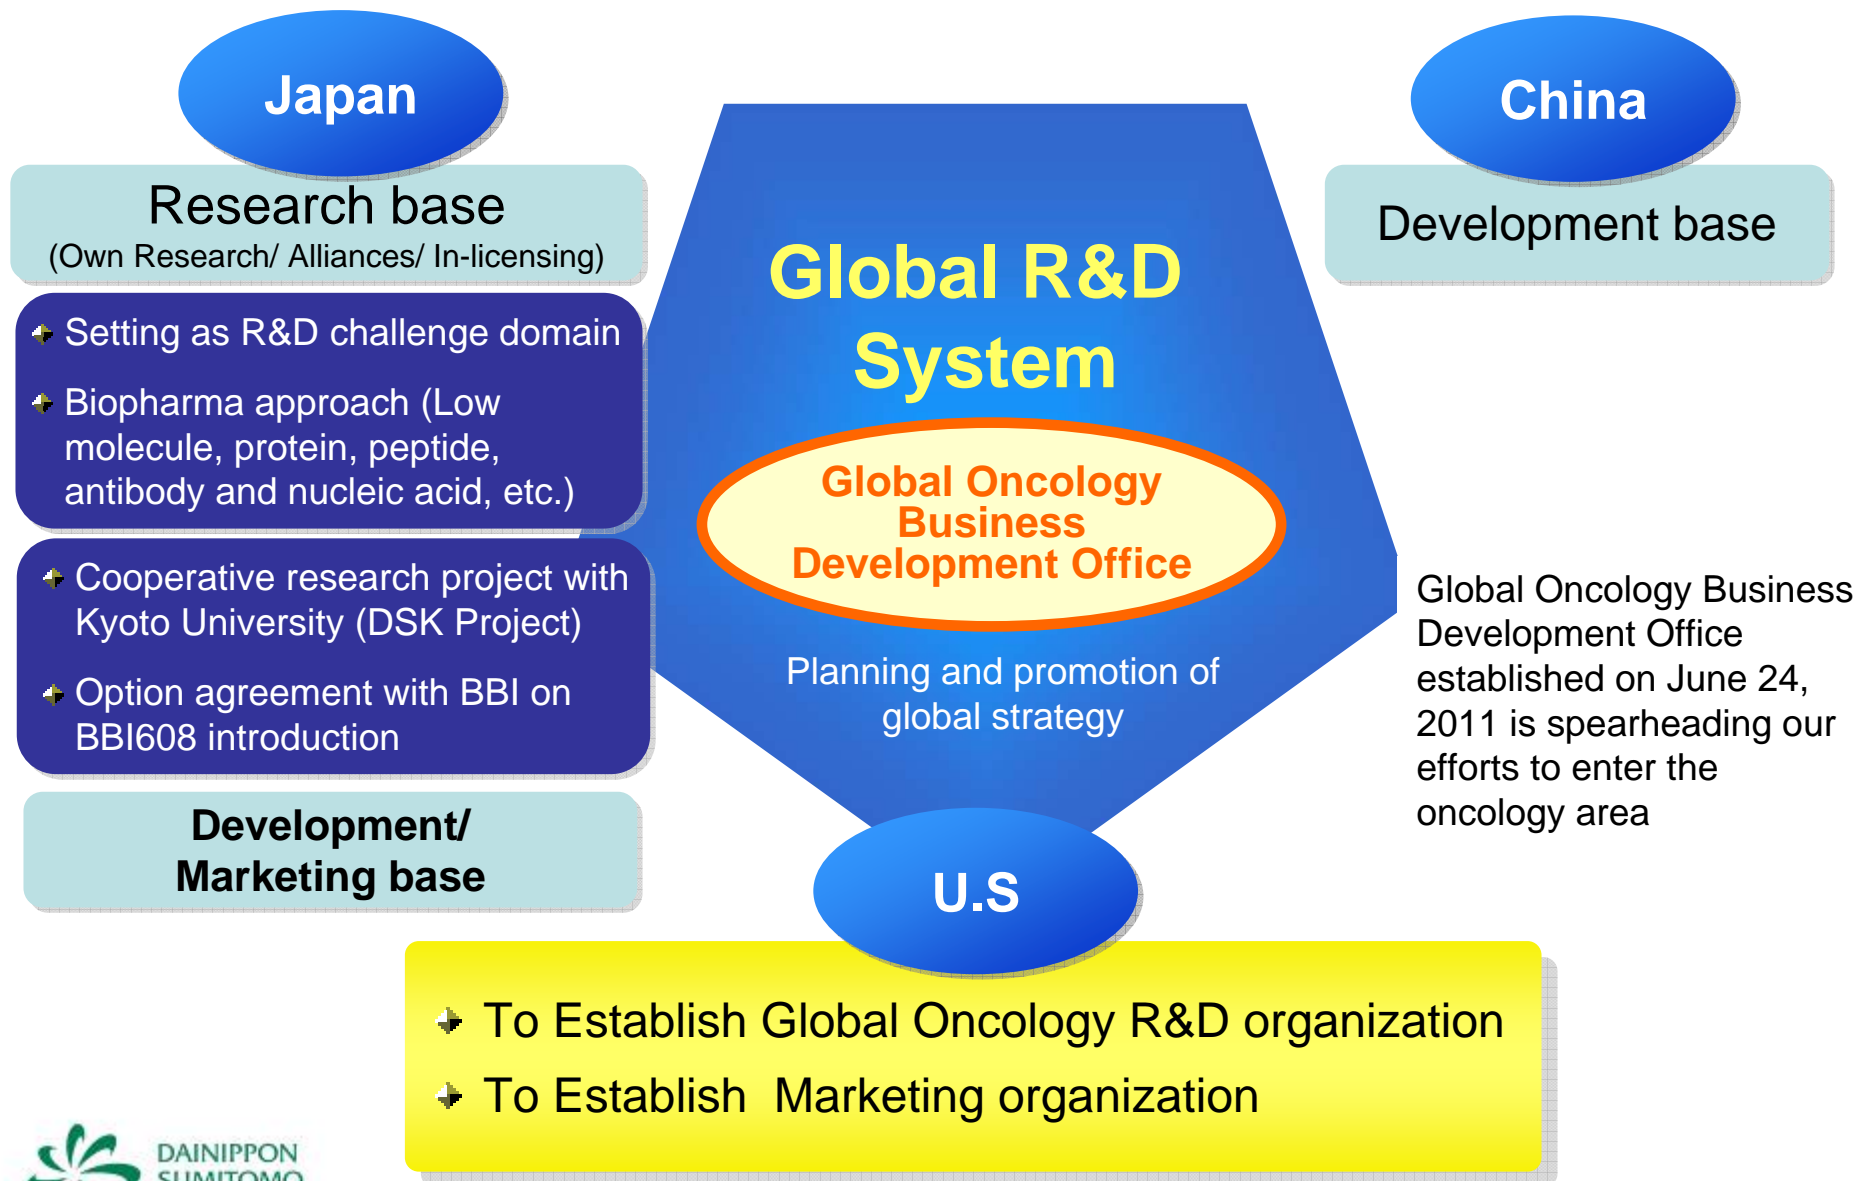 Japan
Research base
(Own Research/ Alliances/ In-licensing)
Setting as R&D challenge domain
Biopharma approach (Low
molecule, protein, peptide,
antibody and nucleic acid, etc.)
Cooperative research project with
Kyoto University (DSK Project)
Option agreement with BBI on
BBI608 introduction
Development/
Marketing base
Global R&D
System
Global Oncology
Business
Development Office
Planning and promotion of
global strategy
China
Development base
Global Oncology Business
Development Office
established on June 24,
2011 is spearheading our
efforts to enter the
oncology area
U.S
To Establish Global Oncology R&D organization
To Establish  Marketing organization
DAINIPPON
SUMITOMO